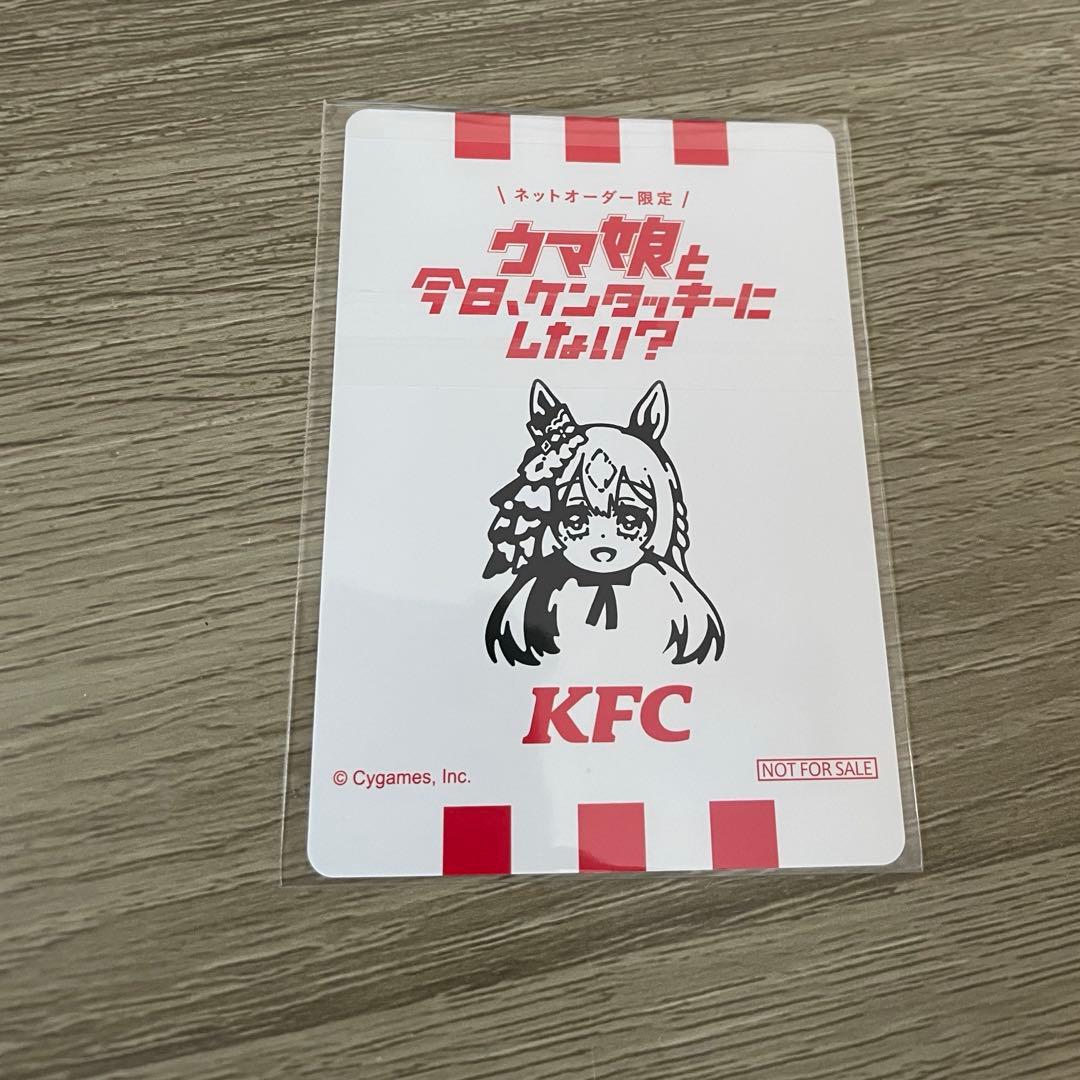 \ ネットオーダー限定 /
ウマ娘と
今日、ケンタッキーに
しない?
KFC
© Cygames, Inc.
NOT FOR SALE